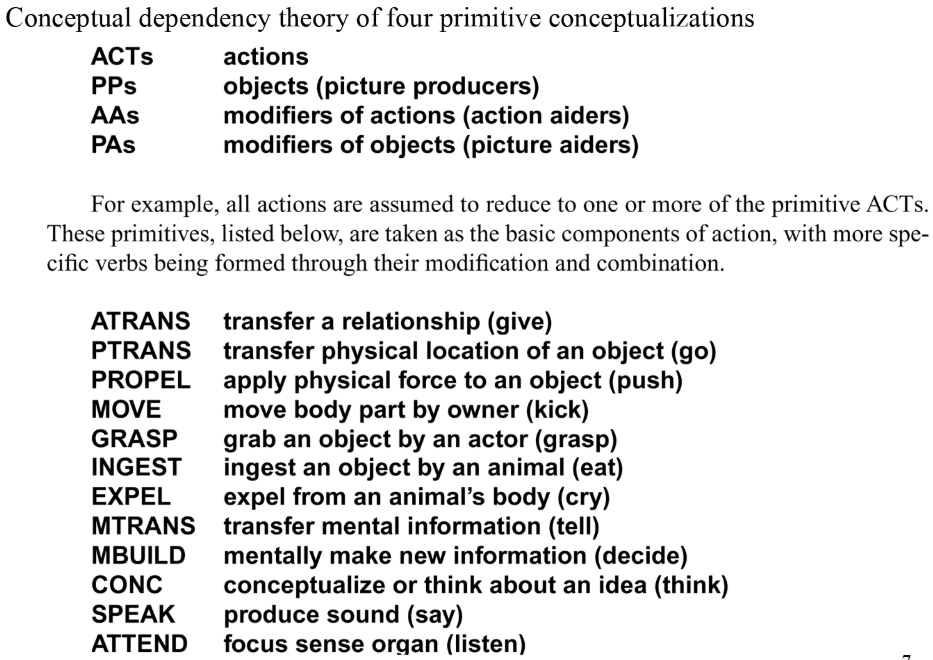 Conceptual dependency theory of four primitive conceptualizations
ACTs actions
PPs objects (picture producers)
AAs modifiers of actions (action aiders)
PAs modifiers of objects (picture aiders)
For example, all actions are assumed to reduce to one or more of the primitive ACTs.
These primitives, listed below, are taken as the basic components of action, with more spe-
cific verbs being formed through their modification and combination.
ATRANS transfer a relationship (give)
PTRANS transfer physical location of an object (go)
PROPEL apply physical force to an object (push)
MOVE move body part by owner (kick)
GRASP grab an object by an actor (grasp)
INGEST ingest an object by an animal (eat)
EXPEL expel from an animal's body (cry)
MTRANS transfer mental information (tell)
MBUILD mentally make new information (decide)
CONC conceptualize or think about an idea (think)
SPEAK produce sound (say)
ATTEND focus sense organ (listen)